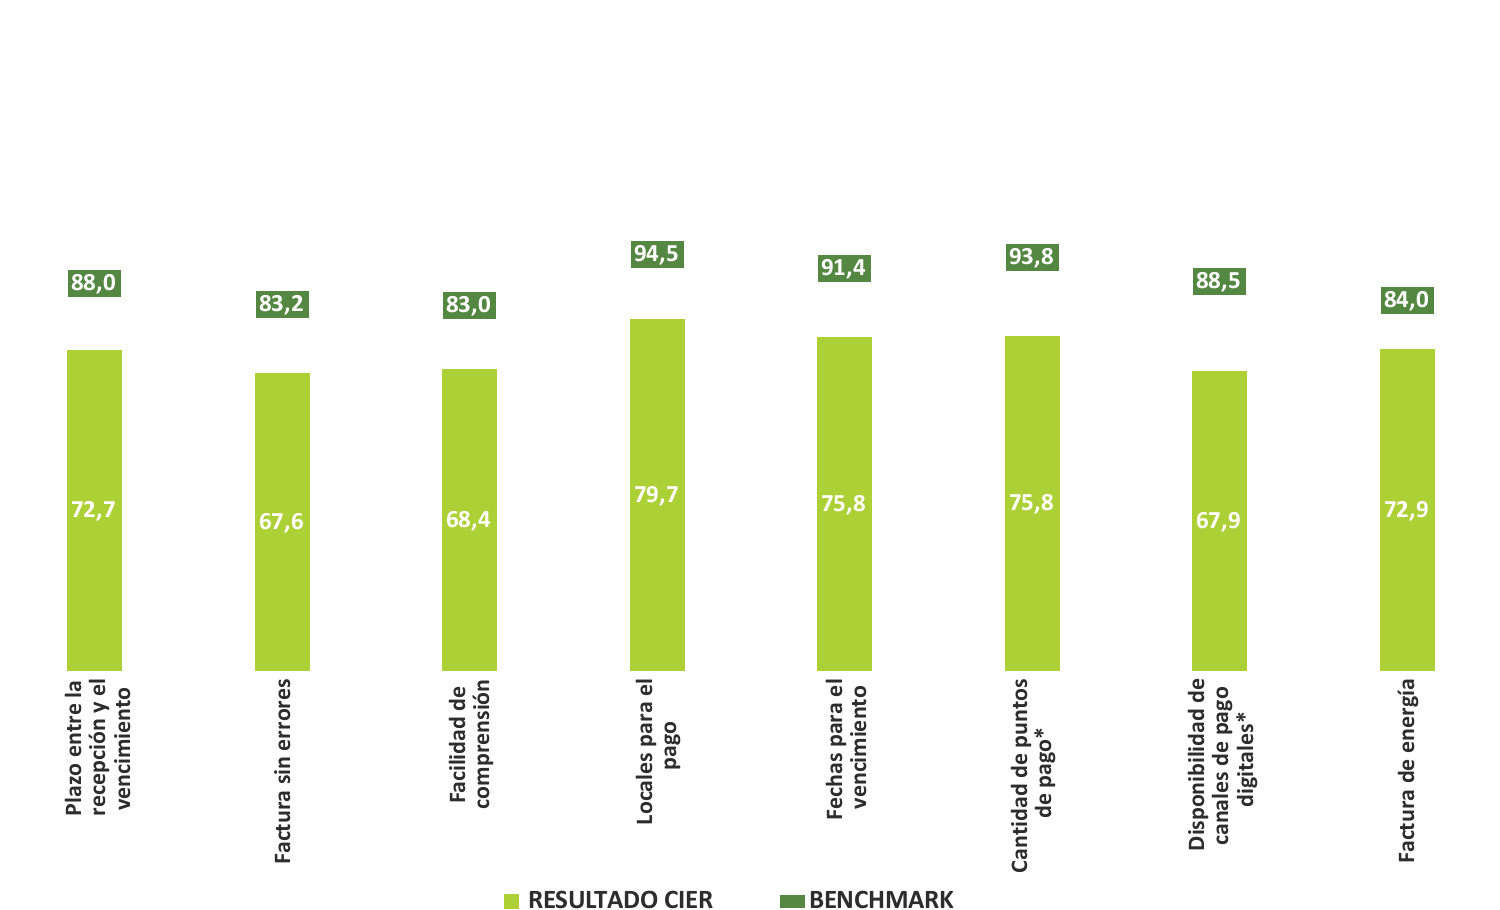 94,5
93,8
91,4
88,5
88,0
84,0
83,2
83,0
79,7
75,8
75,8
72,7
72,9
67,6
68,4
67,9
Plazo entre la
recepción y el
vencimiento
Factura sin errores
Facilidad de
comprensión
Locales para el
pago
Fechas para el
vencimiento
Cantidad de puntos
de pago*
Disponibilidad de
canales de pago
digitales*
Factura de energía
RESULTADO CIER
BENCHMARK